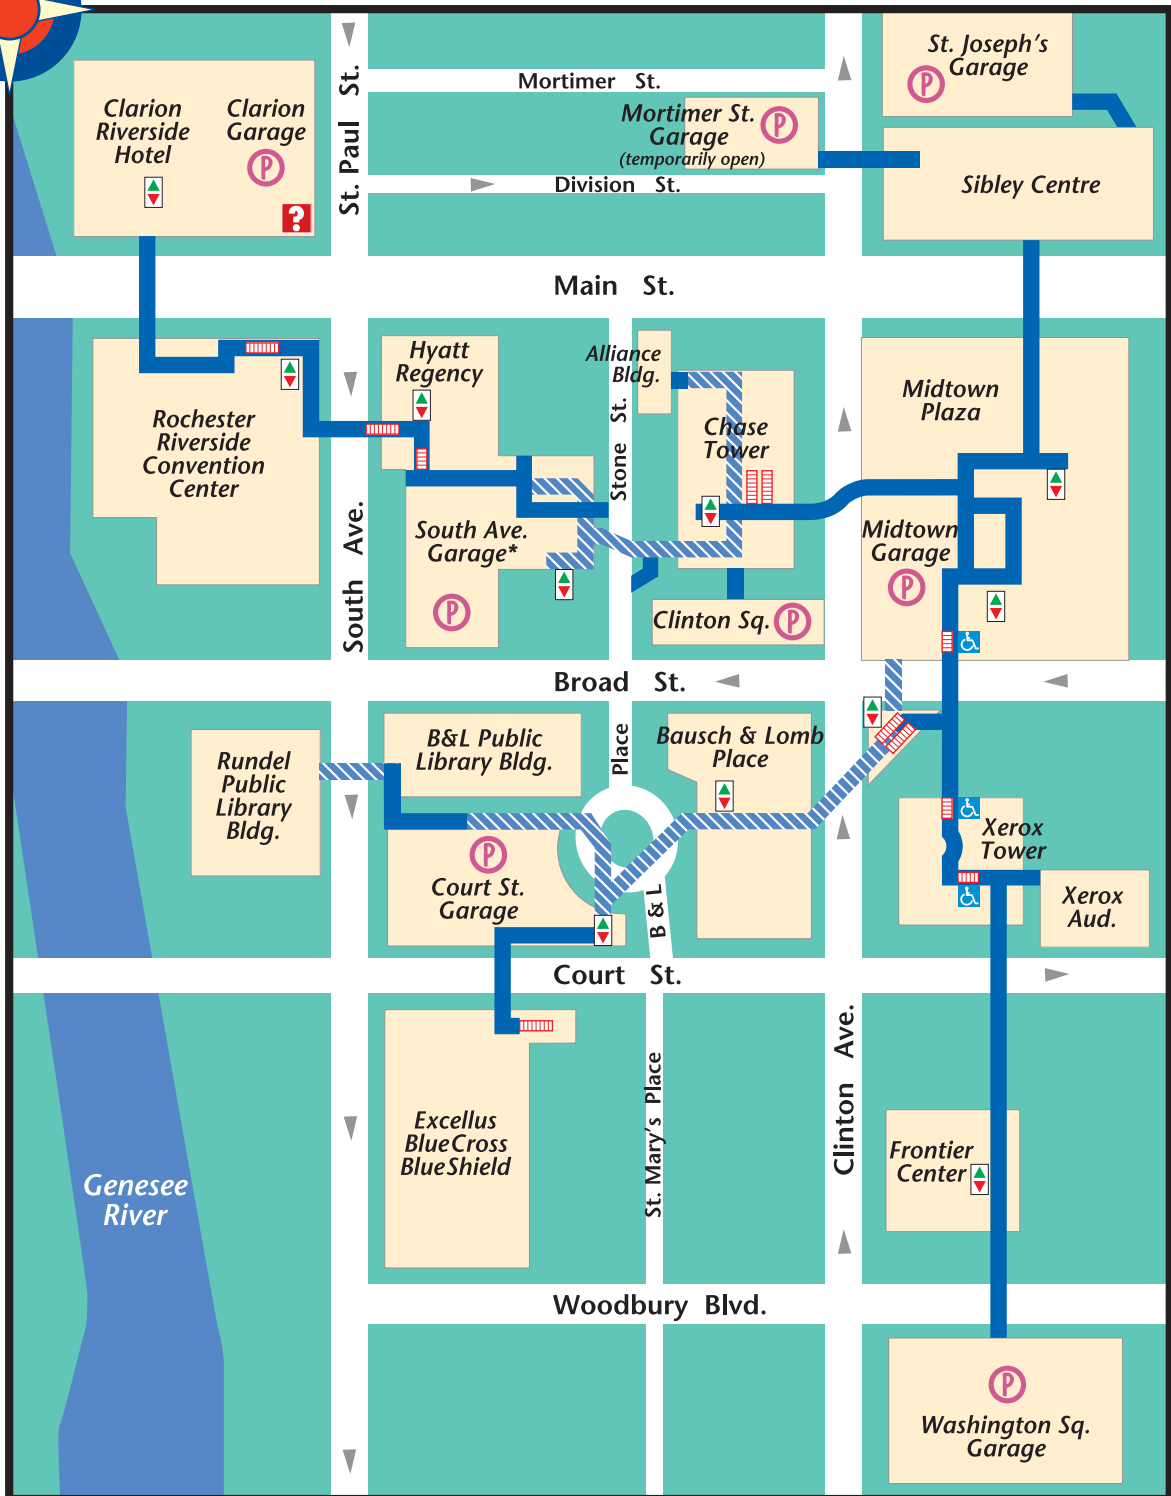 St. Joseph's
Garage
P
Mortimer St.
Clarion
Riverside
Hotel
Clarion
Garage
P
?
St. Paul St.
Mortimer St.
Garage
(temporarily open)
P
Division St.
Sibley Centre
Main St.
Hyatt
Regency
Alliance
Bldg.
Midtown
Plaza
Rochester
Riverside
Convention
Center
Stone St.
Chase
Tower
South Ave.
South Ave.
Garage*
P
Midtown
Garage
P
Clinton Sq.
P
Broad St.
Rundel
Public
Library
Bldg.
B&L Public
Library Bldg.
Place
Bausch & Lomb
Place
P
Court St.
Garage
B & L
Xerox
Tower
Xerox
Aud.
Court St.
Excellus
BlueCross
BlueShield
St. Mary's Place
Clinton Ave.
Frontier
Center
Genesee
River
Woodbury Blvd.
P
Washington Sq.
Garage